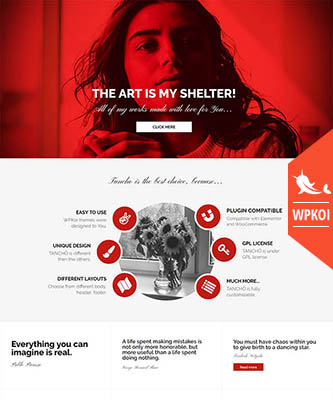 THE ART IS MY SHELTER!
All of my works made with love for You...
CLICK HERE
WPKOI
Tancho is the best choice, because...
EASY TO USE
WPKoi themes were
designed to You.
UNIQUE DESIGN
TANCHŌ is different
then the others.
DIFFERENT LAYOUTS
Choose from different body,
header, footer.
PLUGIN COMPATIBLE
Compatible with Elementor
and WooCommerce
GPL LICENSE
TANCHŌ is under
GPL license
MUCH MORE...
TANCHŌ is fully
customizable.
Everything you can
imagine is real.
Pablo Picasso
A life spent making mistakes is
not only more honorable, but
more useful than a life spent
doing nothing.
George Bernard Shaw
You must have chaos within you
to give birth to a dancing star.
Friedrich Nietzsche
Read more